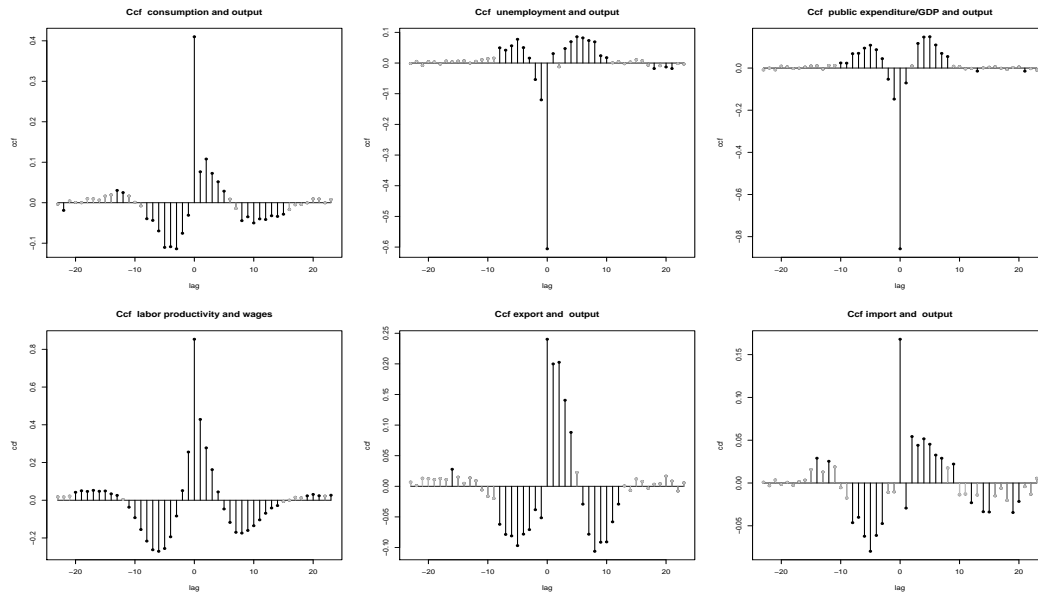 Ccf consumption and output
ccf
0.4
0.3
0.2
0.1
0.0
−0.1
−20 −10 0 10 20
lag
Ccf unemployment and output
ccf
0.1
0.0
−0.1
−0.2
−0.3
−0.4
−0.5
−0.6
−20 −10 0 10 20
lag
Ccf public expenditure/GDP and output
ccf
0.0
−0.2
−0.4
−0.6
−0.8
−20 −10 0 10 20
lag
Ccf labor productivity and wages
ccf
0.8
0.6
0.4
0.2
0.0
−0.2
−20 −10 0 10 20
lag
Ccf export and output
ccf
0.25
0.20
0.15
0.10
0.05
0.00
−0.05
−0.10
−20 −10 0 10 20
lag
Ccf import and output
ccf
0.15
0.10
0.05
0.00
−0.05
−20 −10 0 10 20
lag